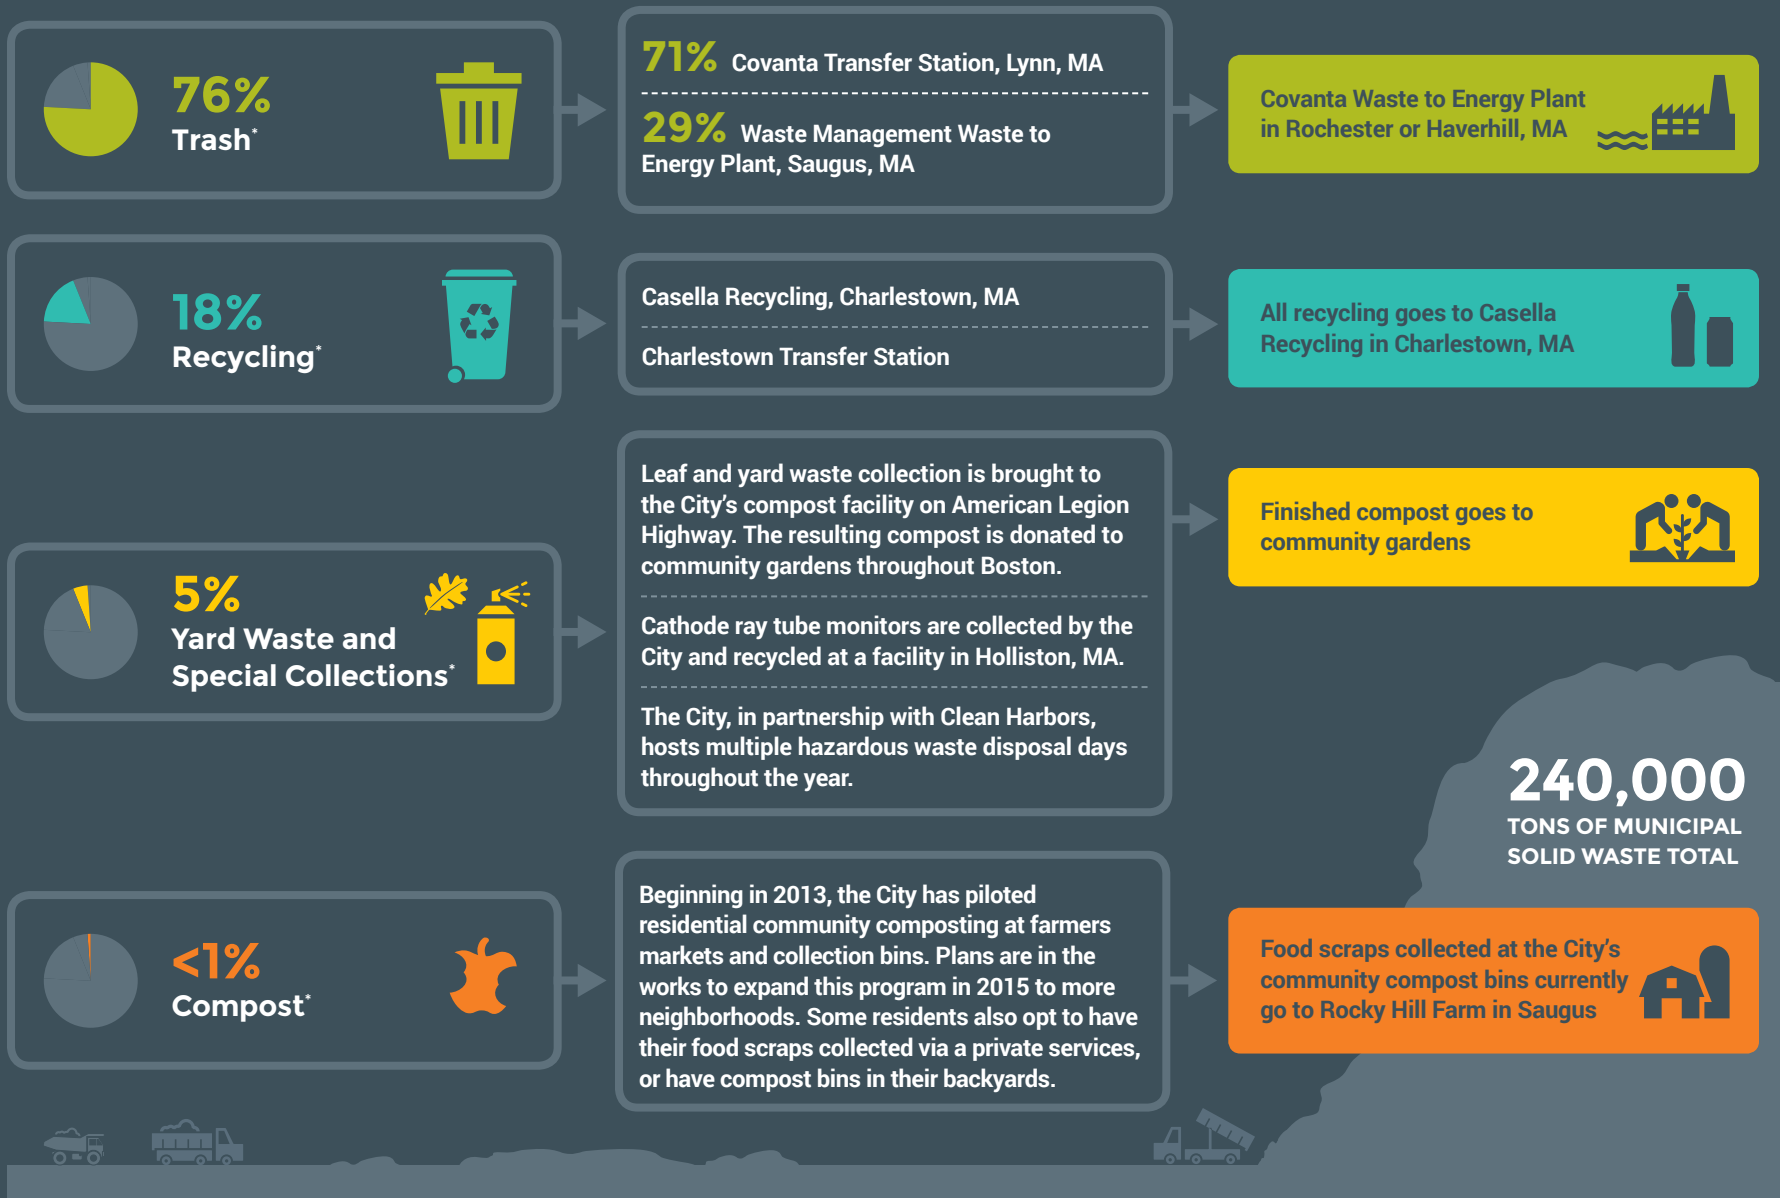 76%
Trash*
71% Covanta Transfer Station, Lynn, MA
29% Waste Management Waste to
Energy Plant, Saugus, MA
Covanta Waste to Energy Plant
in Rochester or Haverhill, MA
18%
Recycling*
Casella Recycling, Charlestown, MA
Charlestown Transfer Station
All recycling goes to Casella
Recycling in Charlestown, MA
5%
Yard Waste and
Special Collections*
Leaf and yard waste collection is brought to
the City's compost facility on American Legion
Highway. The resulting compost is donated to
community gardens throughout Boston.
Cathode ray tube monitors are collected by the
City and recycled at a facility in Holliston, MA.
The City, in partnership with Clean Harbors,
hosts multiple hazardous waste disposal days
throughout the year.
Finished compost goes to
community gardens
240,000
TONS OF MUNICIPAL
SOLID WASTE TOTAL
<1%
Compost*
Beginning in 2013, the City has piloted
residential community composting at farmers
markets and collection bins. Plans are in the
works to expand this program in 2015 to more
neighborhoods. Some residents also opt to have
their food scraps collected via a private services,
or have compost bins in their backyards.
Food scraps collected at the City's
community compost bins currently
go to Rocky Hill Farm in Saugus